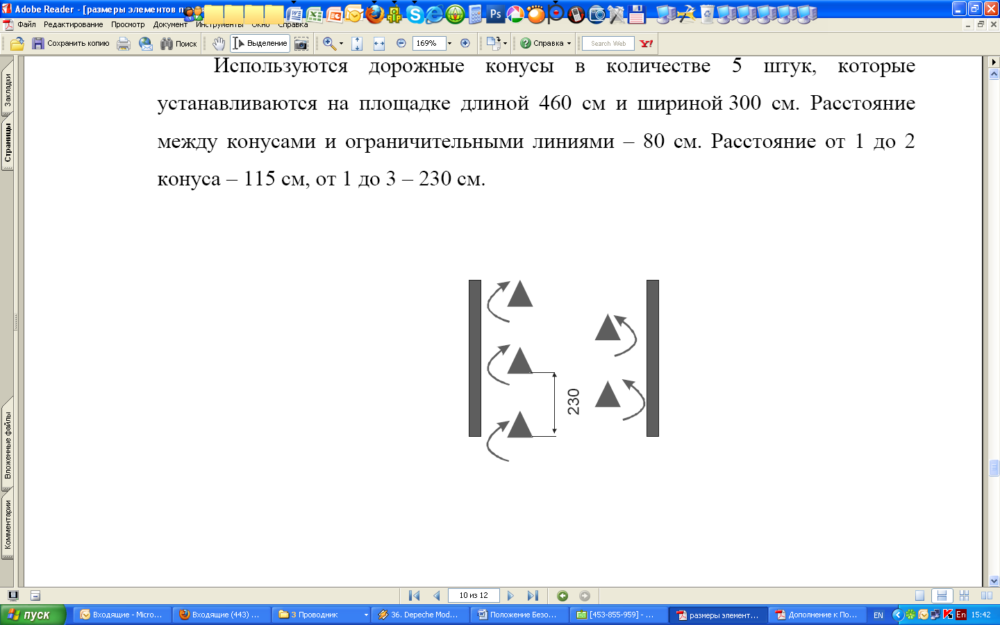 Adobe Reader - [размеры элементов п
Файл Редактирование Просмотр Документ Инструменты Окно Справка
Сохранить копию Поиск Выделение 169% Справка Search Web Y!
Закладки
Страницы
Вложенные файлы
Комментарии
Используются дорожные конусы в количестве 5 штук, которые
устанавливаются на площадке длиной 460 см и шириной 300 см. Расстояние
между конусами и ограничительными линиями – 80 см. Расстояние от 1 до 2
конуса – 115 см, от 1 до 3 – 230 см.
230
10 из 12
пуск Входящие - Micro... Входящие (443) ... 3 Проводник 36. Depeche Mod... Положение Безо... [453-855-959] - ... размеры элемент... Дополнение к По... EN En 15:42